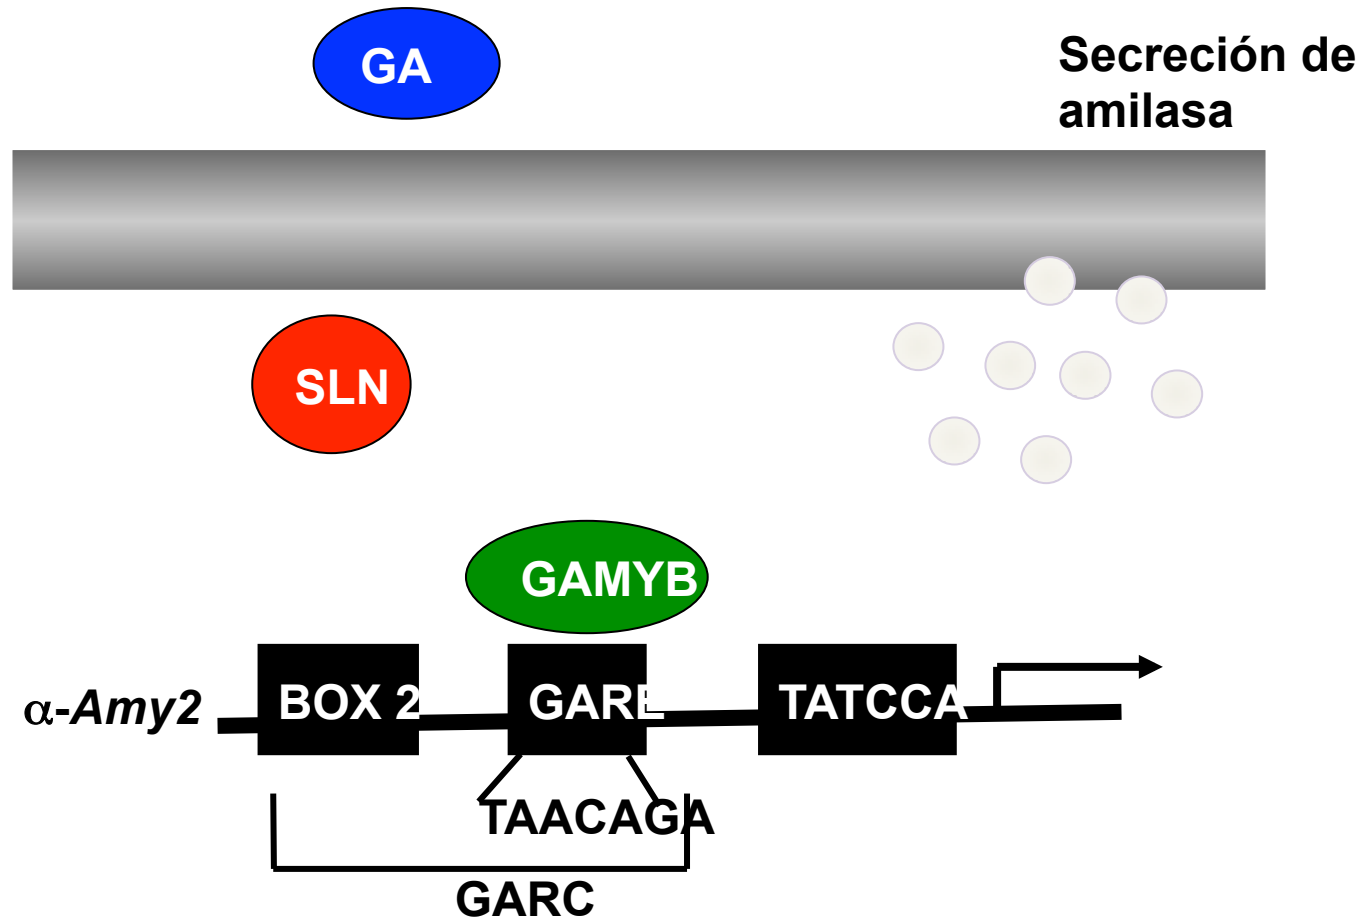 GA
Secreción de
amilasa
SLN
GAMYB
α-Amy2
BOX 2
GARE
TATCCA
TAACAGA
GARC